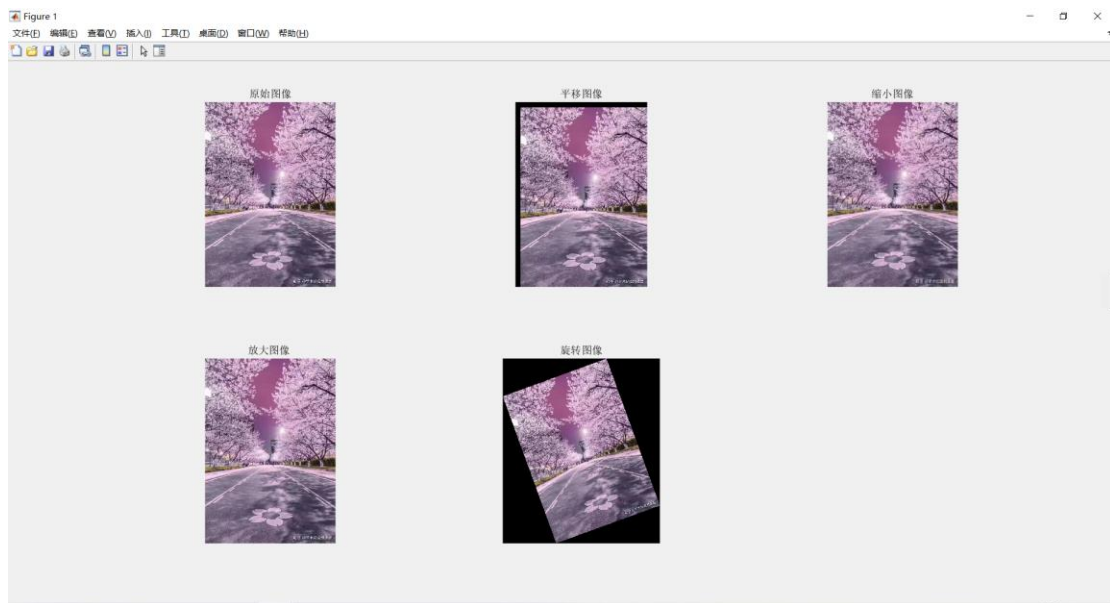 Figure 1
文件(F) 编辑(E) 查看(V) 插入(I) 工具(T) 桌面(D) 窗口(W) 帮助(H)
原始图像 平移图像 缩小图像
放大图像 旋转图像